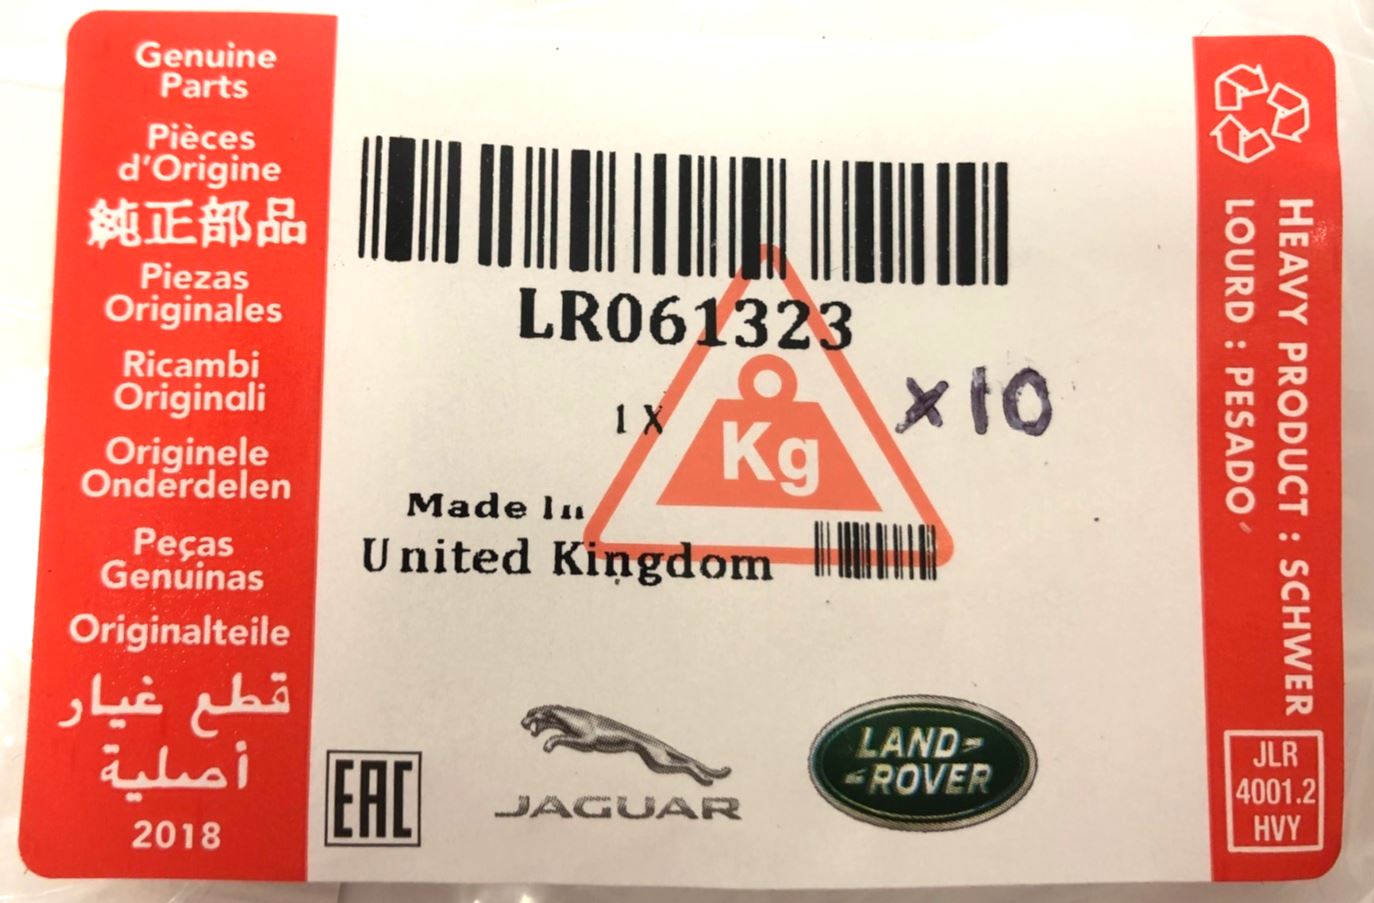 Genuine
Parts
Pièces
d'Origine
純正部品
Piezas
Originales
Ricambi
Originali
Originele
Onderdelen
Peças
Genuinas
Originalteile
قطع غيار
أصلية
2018
LR061323
1 X
x10
Kg
Made In
United Kingdom
EAC
JAGUAR
LAND-
-ROVER
HEAVY PRODUCT : SCHWER
LOURD : PESADO
JLR
4001.2
HVY